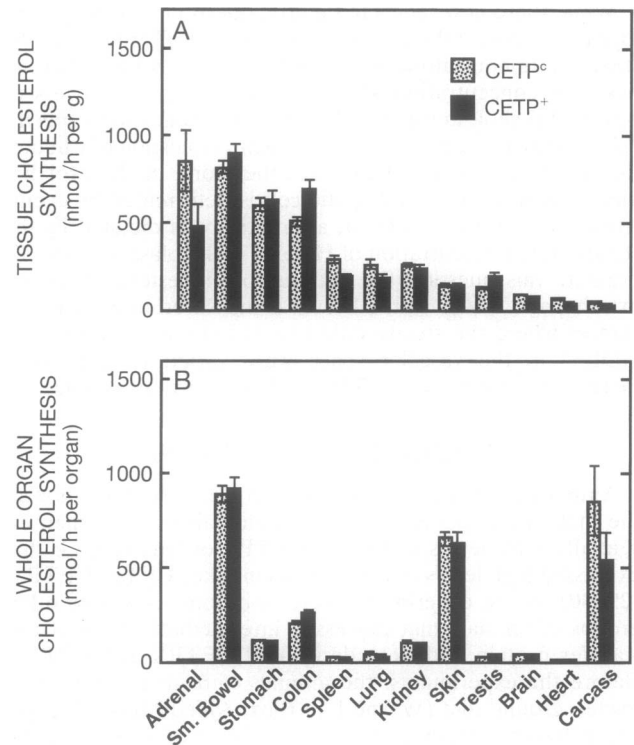 A
1500
1000
500
0
TISSUE CHOLESTEROL
SYNTHESIS
(nmol/h per g)
CETPᶜ
CETP⁺
B
1500
1000
500
0
WHOLE ORGAN
CHOLESTEROL SYNTHESIS
(nmol/h per organ)
Adrenal
Sm. Bowel
Stomach
Colon
Spleen
Lung
Kidney
Skin
Testis
Brain
Heart
Carcass